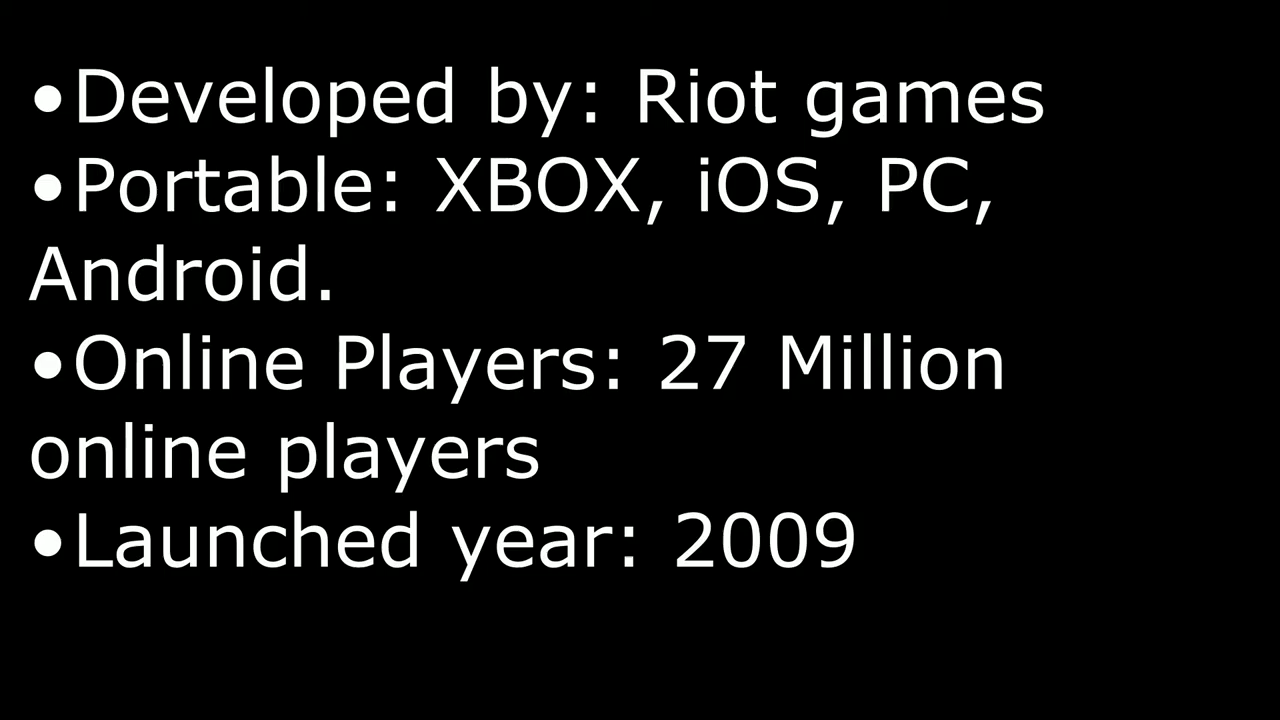 •Developed by: Riot games
•Portable: XBOX, iOS, PC,
Android.
•Online Players: 27 Million
online players
•Launched year: 2009